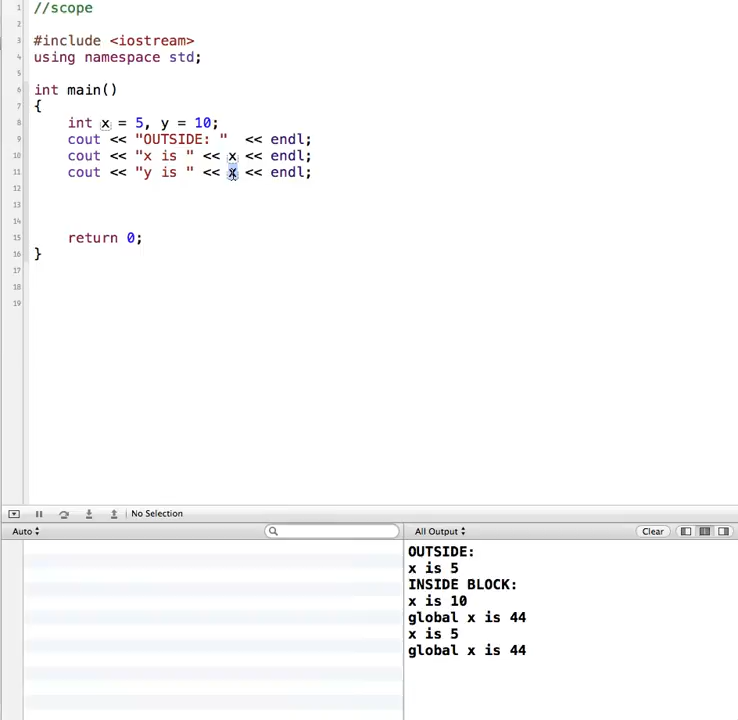 1 //scope
2
3 #include <iostream>
4 using namespace std;
5
6 int main()
7 {
8 int x = 5, y = 10;
9 cout << "OUTSIDE: "  << endl;
10 cout << "x is " << x << endl;
11 cout << "y is " << x << endl;
12
13
14
15 return 0;
16 }
17
18
19
No Selection
Auto
All Output
Clear
OUTSIDE:
x is 5
INSIDE BLOCK:
x is 10
global x is 44
x is 5
global x is 44